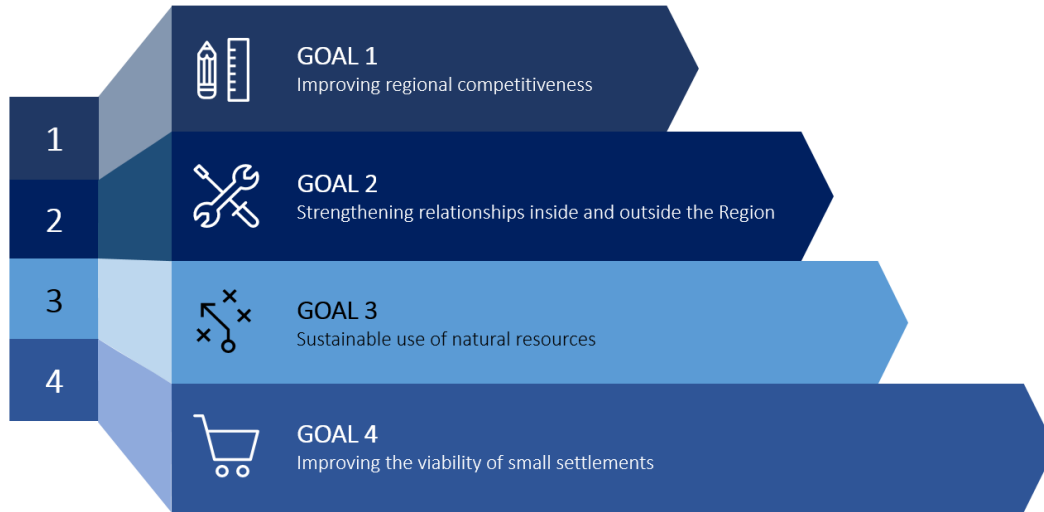 1
2
3
4
GOAL 1
Improving regional competitiveness
GOAL 2
Strengthening relationships inside and outside the Region
GOAL 3
Sustainable use of natural resources
GOAL 4
Improving the viability of small settlements